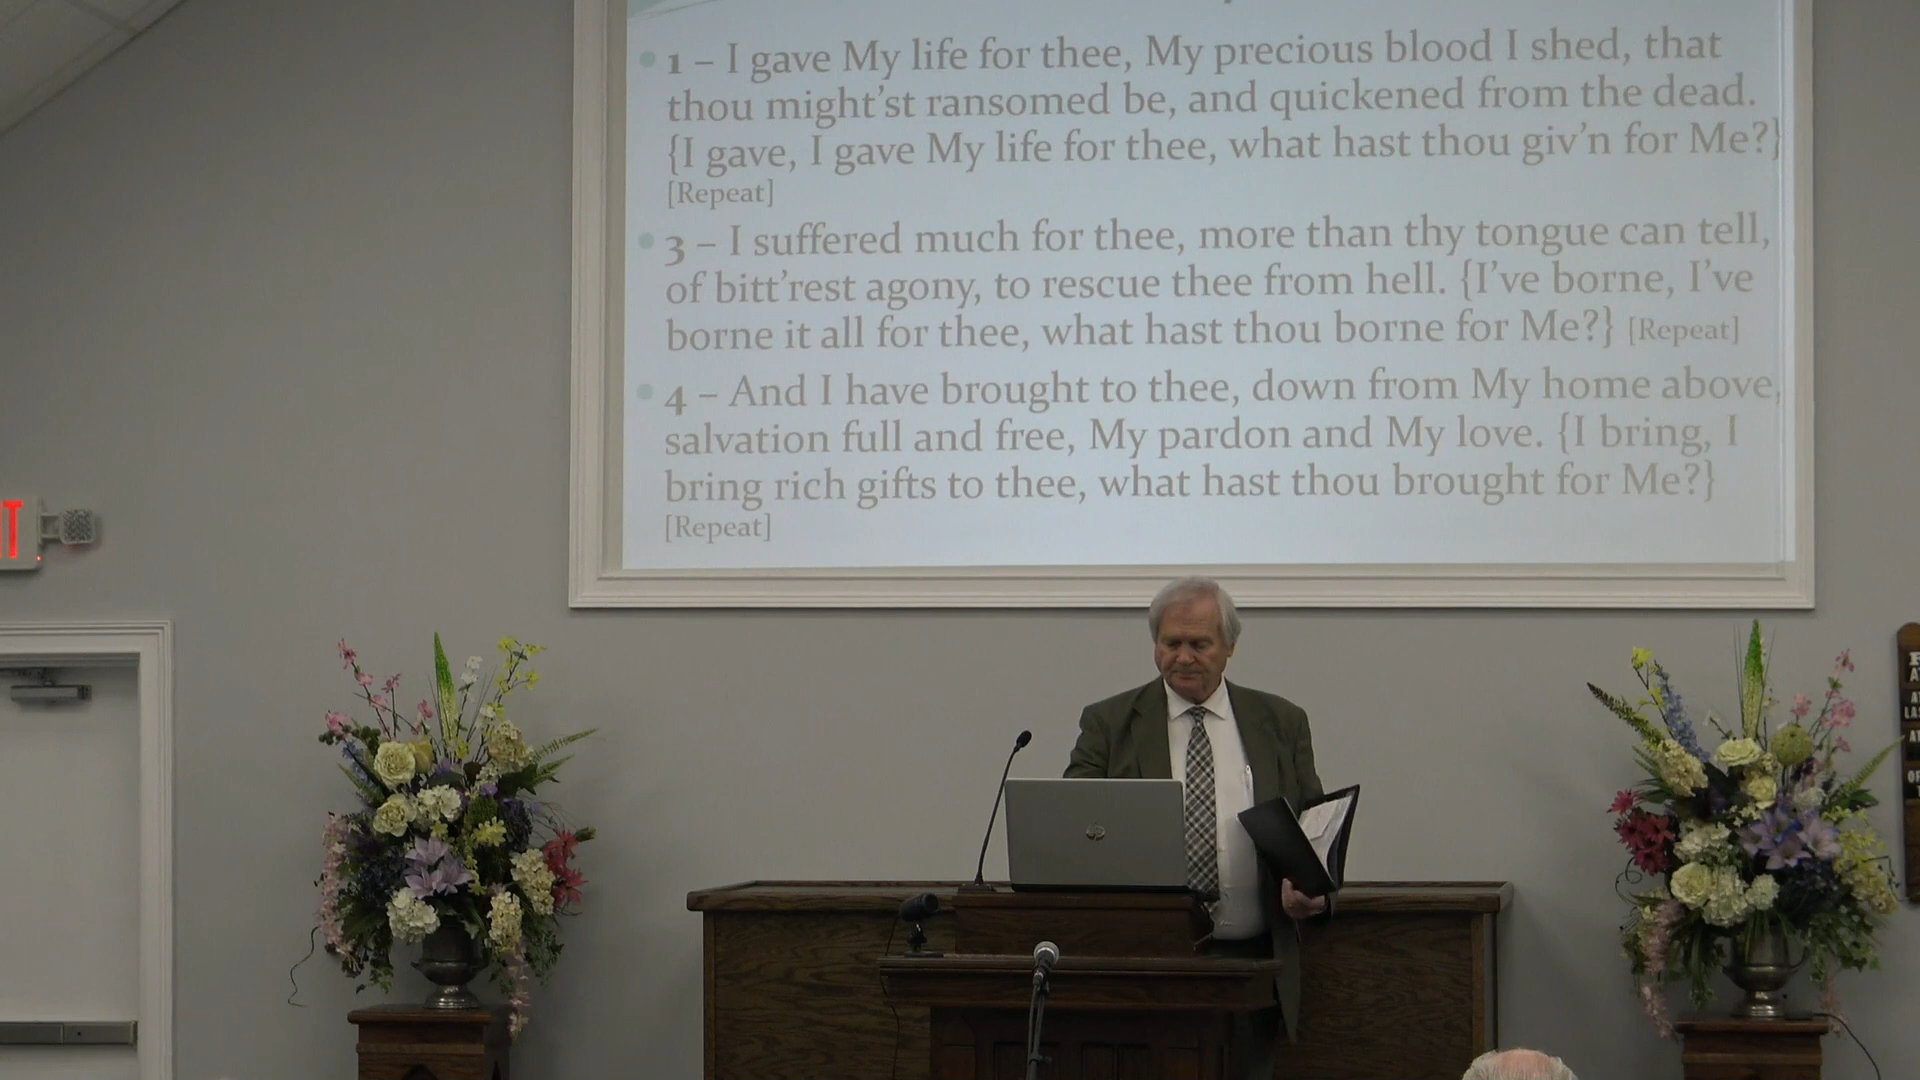 1 – I gave My life for thee, My precious blood I shed, that
thou might'st ransomed be, and quickened from the dead.
{I gave, I gave My life for thee, what hast thou giv'n for Me?}
[Repeat]
3 – I suffered much for thee, more than thy tongue can tell,
of bitt'rest agony, to rescue thee from hell. {I've borne, I've
borne it all for thee, what hast thou borne for Me?} [Repeat]
4 – And I have brought to thee, down from My home above,
salvation full and free, My pardon and My love. {I bring, I
bring rich gifts to thee, what hast thou brought for Me?}
[Repeat]
hp